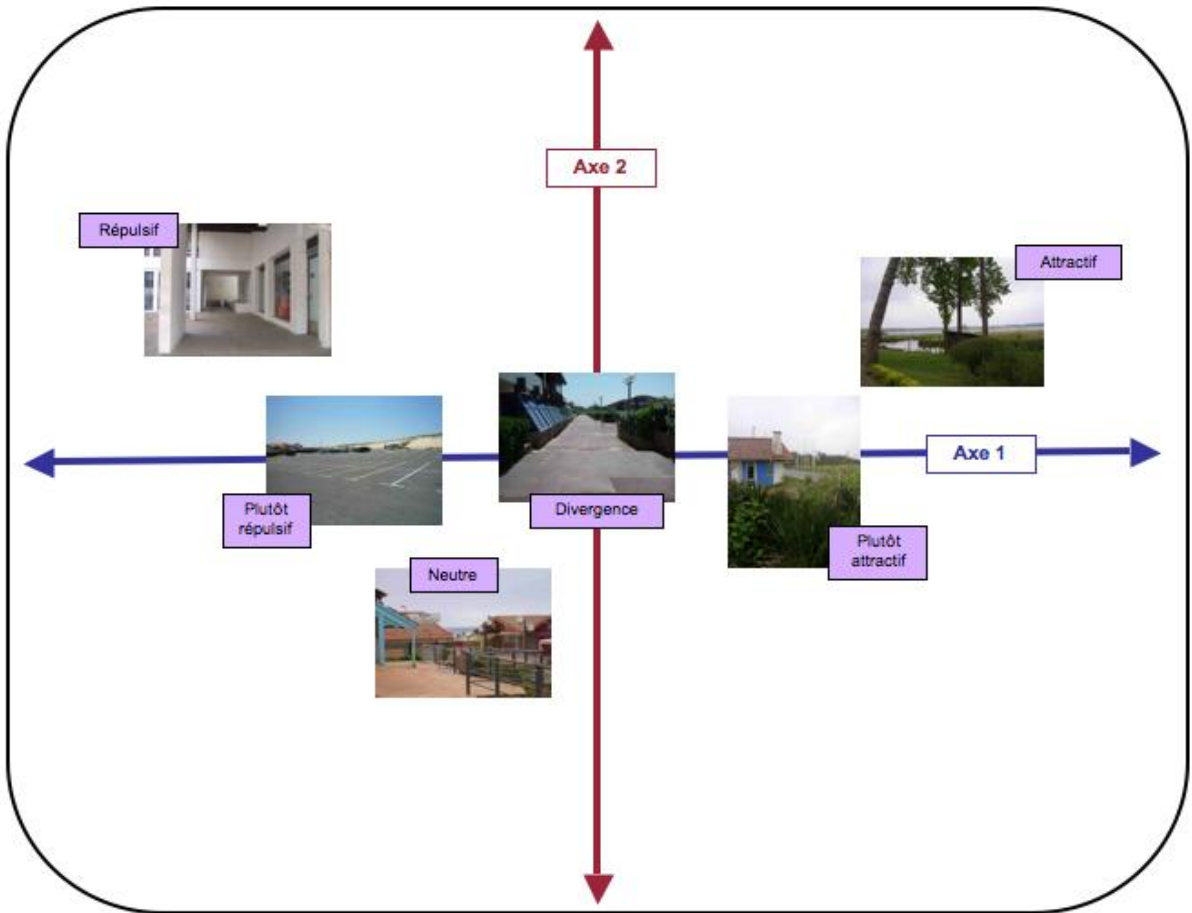 Axe 2
Répulsif
Attractif
Axe 1
Plutôt
répulsif
Divergence
Plutôt
attractif
Neutre